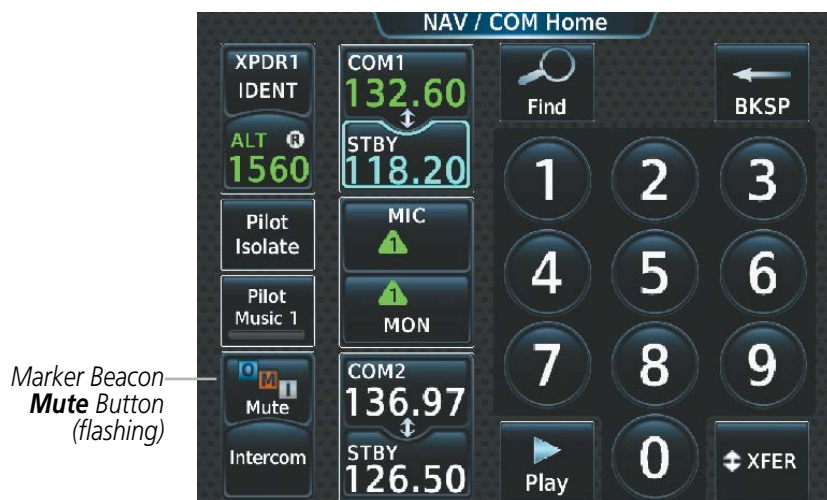 NAV / COM Home
XPDR1
IDENT
ALT R
1560
COM1
132.60
STBY
118.20
Find
BKSP
Pilot
Isolate
MIC
1
1
MON
Pilot
Music 1
1
2
3
4
5
6
7
8
9
0
Marker Beacon
Mute Button
(flashing)
O M I
Mute
Intercom
COM2
136.97
STBY
126.50
Play
XFER